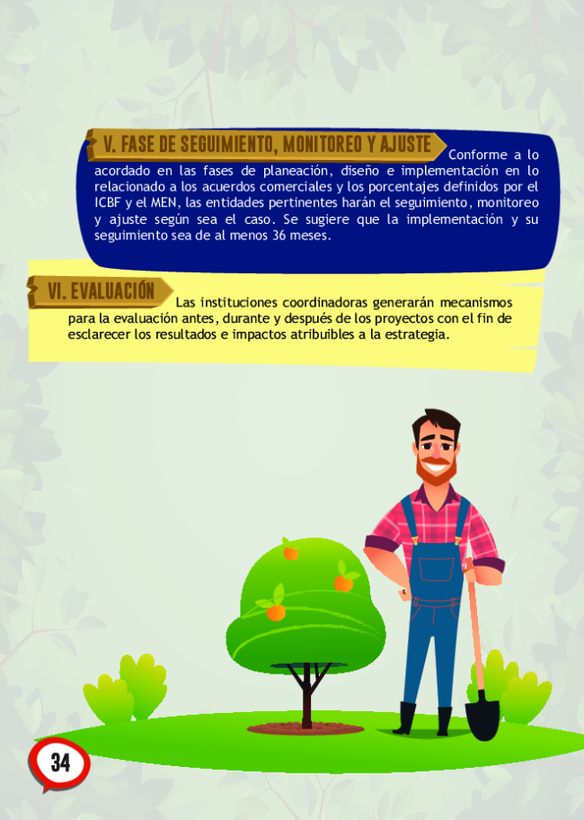 V. FASE DE SEGUIMIENTO, MONITOREO Y AJUSTE
Conforme a lo
acordado en las fases de planeación, diseño e implementación en lo
relacionado a los acuerdos comerciales y los porcentajes definidos por el
ICBF y el MEN, las entidades pertinentes harán el seguimiento, monitoreo
y ajuste según sea el caso. Se sugiere que la implementación y su
seguimiento sea de al menos 36 meses.
VI. EVALUACIÓN
Las instituciones coordinadoras generarán mecanismos
para la evaluación antes, durante y después de los proyectos con el fin de
esclarecer los resultados e impactos atribuibles a la estrategia.
34